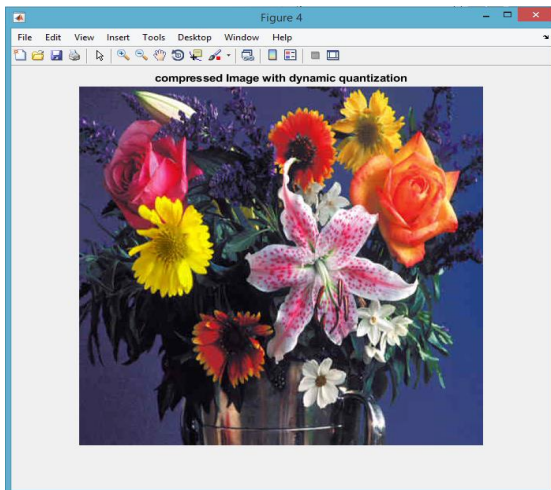 Figure 4
File Edit View Insert Tools Desktop Window Help
compressed Image with dynamic quantization